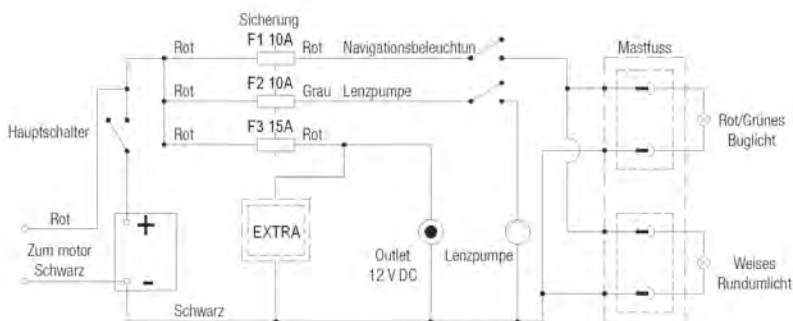 Sicherung
F1 10A
Rot
Rot
Navigationsbeleuchtun
Mastfuss
F2 10A
Rot
Grau
Lenzpumpe
Rot/Grünes
Buglicht
Hauptschalter
F3 15A
Rot
Rot
Rot
+
EXTRA
Zum motor
Outlet
12 V DC
Lenzpumpe
Weises
Rundumlicht
Schwarz
-
Schwarz